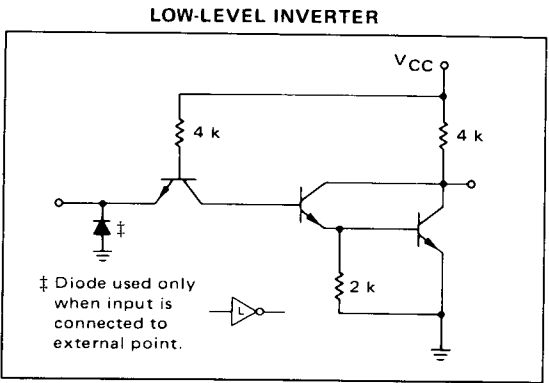 LOW-LEVEL INVERTER
VCC
4 k
4 k
‡
2 k
‡ Diode used only
when input is
connected to
external point.
L